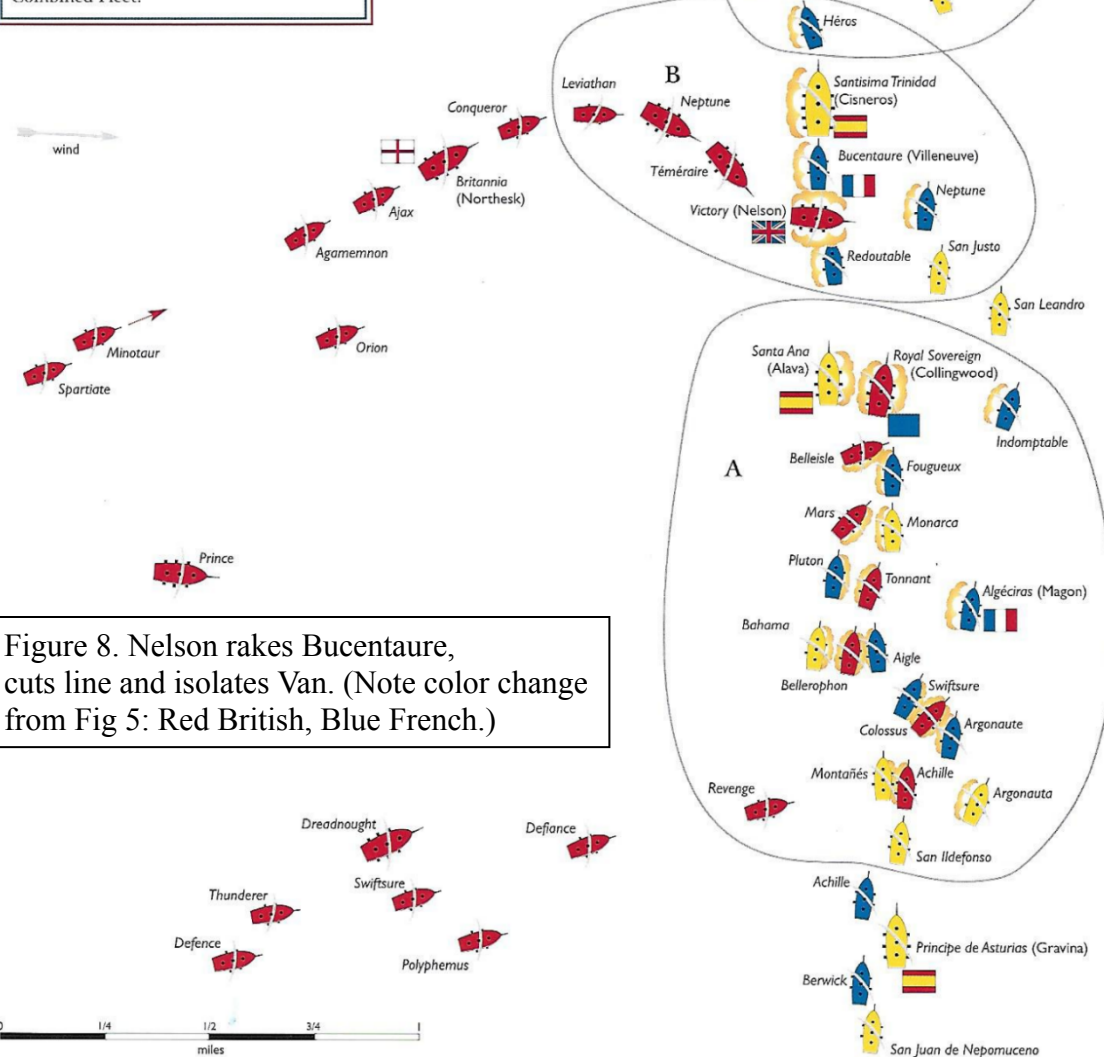 Combined Fleet.
Héros
B
Leviathan
Santisima Trinidad
(Cisneros)
Neptune
Conqueror
wind
Bucentaure (Villeneuve)
Téméraire
Britannia
(Northesk)
Neptune
Ajax
Victory (Nelson)
San Justo
Agamemnon
Redoutable
San Leandro
Minotaur
Orion
Spartiate
Santa Ana
(Alava)
Royal Sovereign
(Collingwood)
Indomptable
Belleisle
A
Fougueux
Mars
Monarca
Prince
Pluton
Tonnant
Algéciras (Magon)
Bahama
Aigle
Bellerophon
Figure 8. Nelson rakes Bucentaure,
cuts line and isolates Van. (Note color change
from Fig 5: Red British, Blue French.)
Swiftsure
Colossus
Argonaute
Montañés
Achille
Revenge
Argonauta
Dreadnought
Defiance
San Ildefonso
Swiftsure
Achille
Thunderer
Defence
Polyphemus
Principe de Asturias (Gravina)
Berwick
0 1/4 1/2 3/4 1
miles
San Juan de Nepomuceno